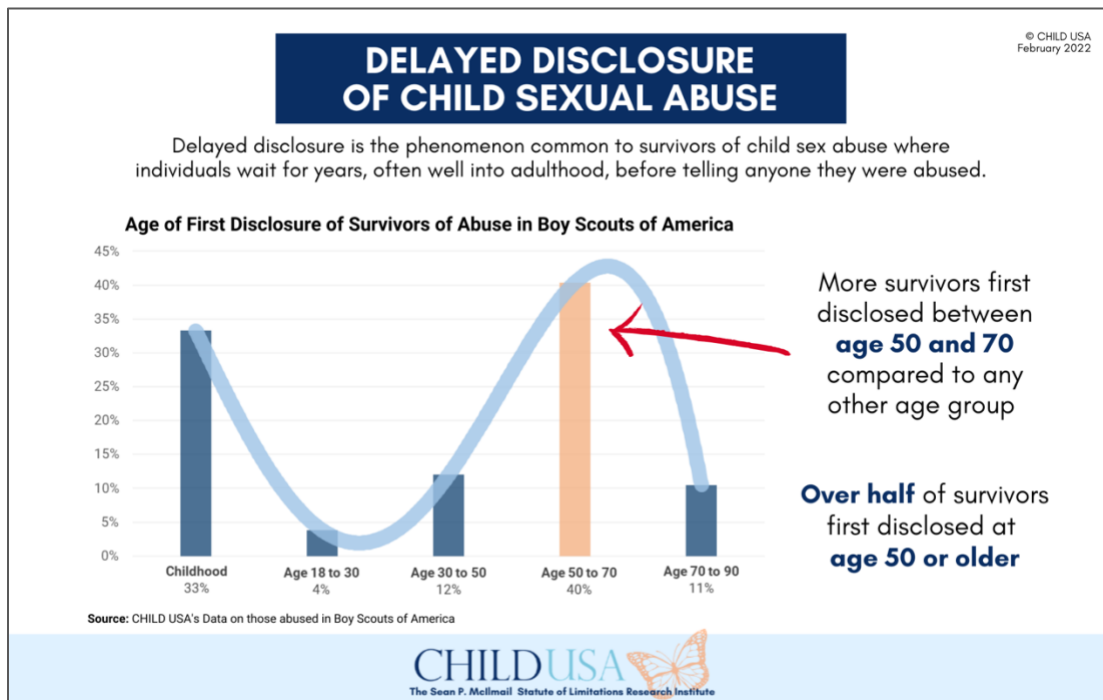 © CHILD USA
February 2022
DELAYED DISCLOSURE
OF CHILD SEXUAL ABUSE
Delayed disclosure is the phenomenon common to survivors of child sex abuse where
individuals wait for years, often well into adulthood, before telling anyone they were abused.
Age of First Disclosure of Survivors of Abuse in Boy Scouts of America
45%
40%
35%
30%
25%
20%
15%
10%
5%
0%
Childhood
33%
Age 18 to 30
4%
Age 30 to 50
12%
Age 50 to 70
40%
Age 70 to 90
11%
More survivors first
disclosed between
age 50 and 70
compared to any
other age group
Over half of survivors
first disclosed at
age 50 or older
Source: CHILD USA's Data on those abused in Boy Scouts of America
CHILD USA
The Sean P. McIlmail Statute of Limitations Research Institute